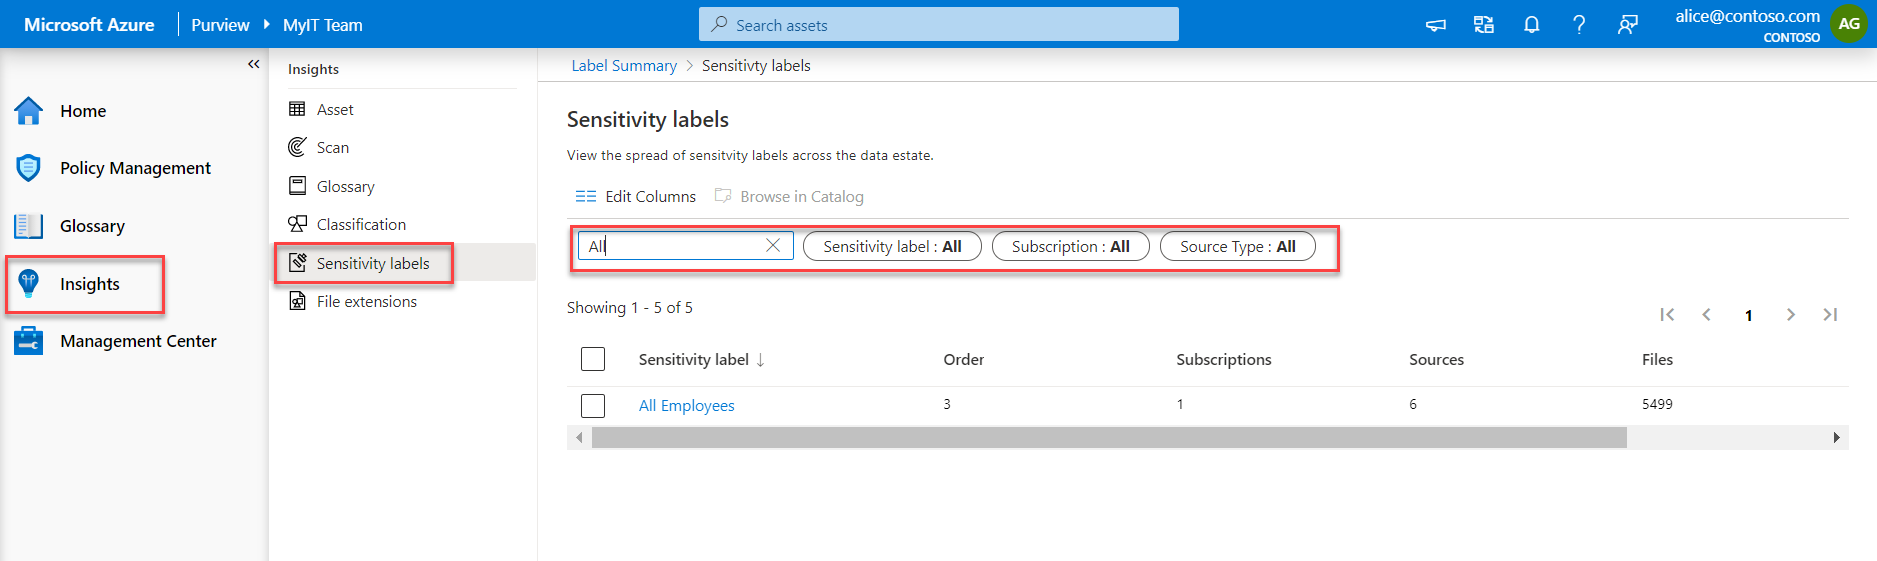 Microsoft Azure
Purview
MyIT Team
Search assets
alice@contoso.com
CONTOSO
AG
Home
Policy Management
Glossary
Insights
Management Center
Insights
Asset
Scan
Glossary
Classification
Sensitivity labels
File extensions
Label Summary > Sensitivty labels
Sensitivity labels
View the spread of sensitvity labels across the data estate.
Edit Columns
Browse in Catalog
All
Sensitivity label : All
Subscription : All
Source Type : All
Showing 1 - 5 of 5
1
Sensitivity label ↓ Order Subscriptions Sources Files
All Employees 3 1 6 5499